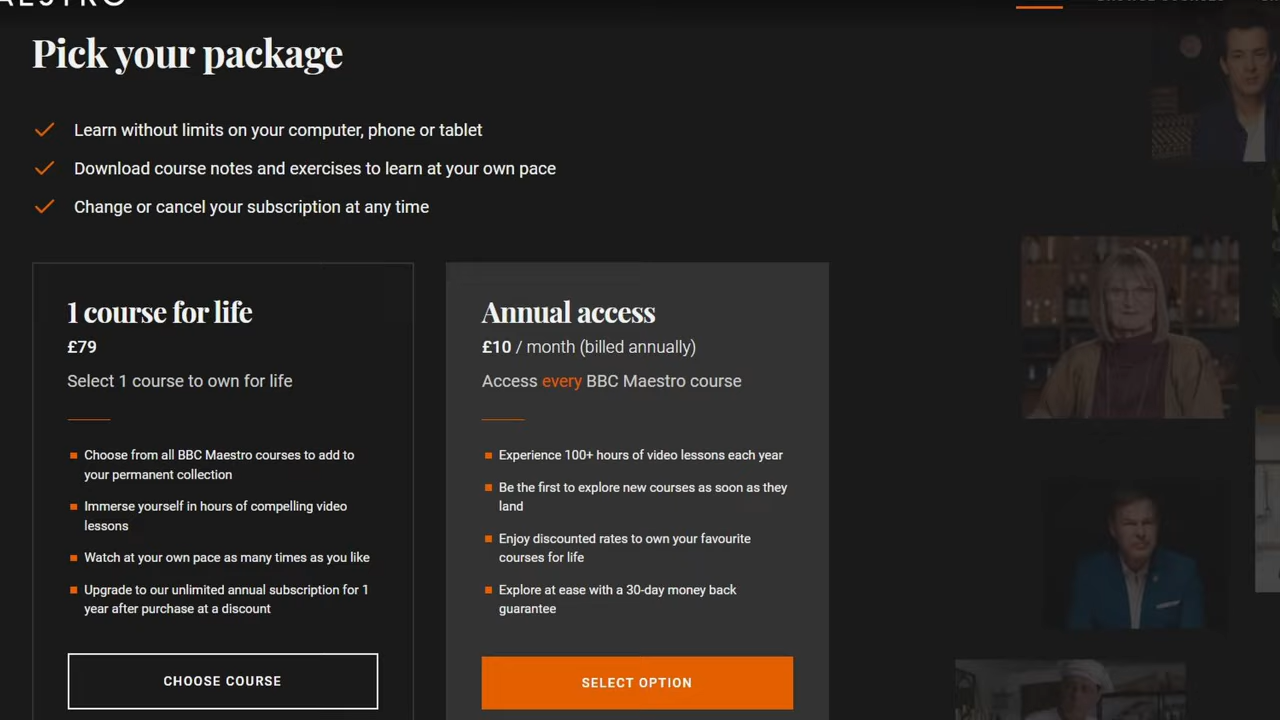 Pick your package
Learn without limits on your computer, phone or tablet
Download course notes and exercises to learn at your own pace
Change or cancel your subscription at any time
1 course for life
£79
Select 1 course to own for life
Choose from all BBC Maestro courses to add to
your permanent collection
Immerse yourself in hours of compelling video
lessons
Watch at your own pace as many times as you like
Upgrade to our unlimited annual subscription for 1
year after purchase at a discount
CHOOSE COURSE
Annual access
£10 / month (billed annually)
Access every BBC Maestro course
Experience 100+ hours of video lessons each year
Be the first to explore new courses as soon as they
land
Enjoy discounted rates to own your favourite
courses for life
Explore at ease with a 30-day money back
guarantee
SELECT OPTION